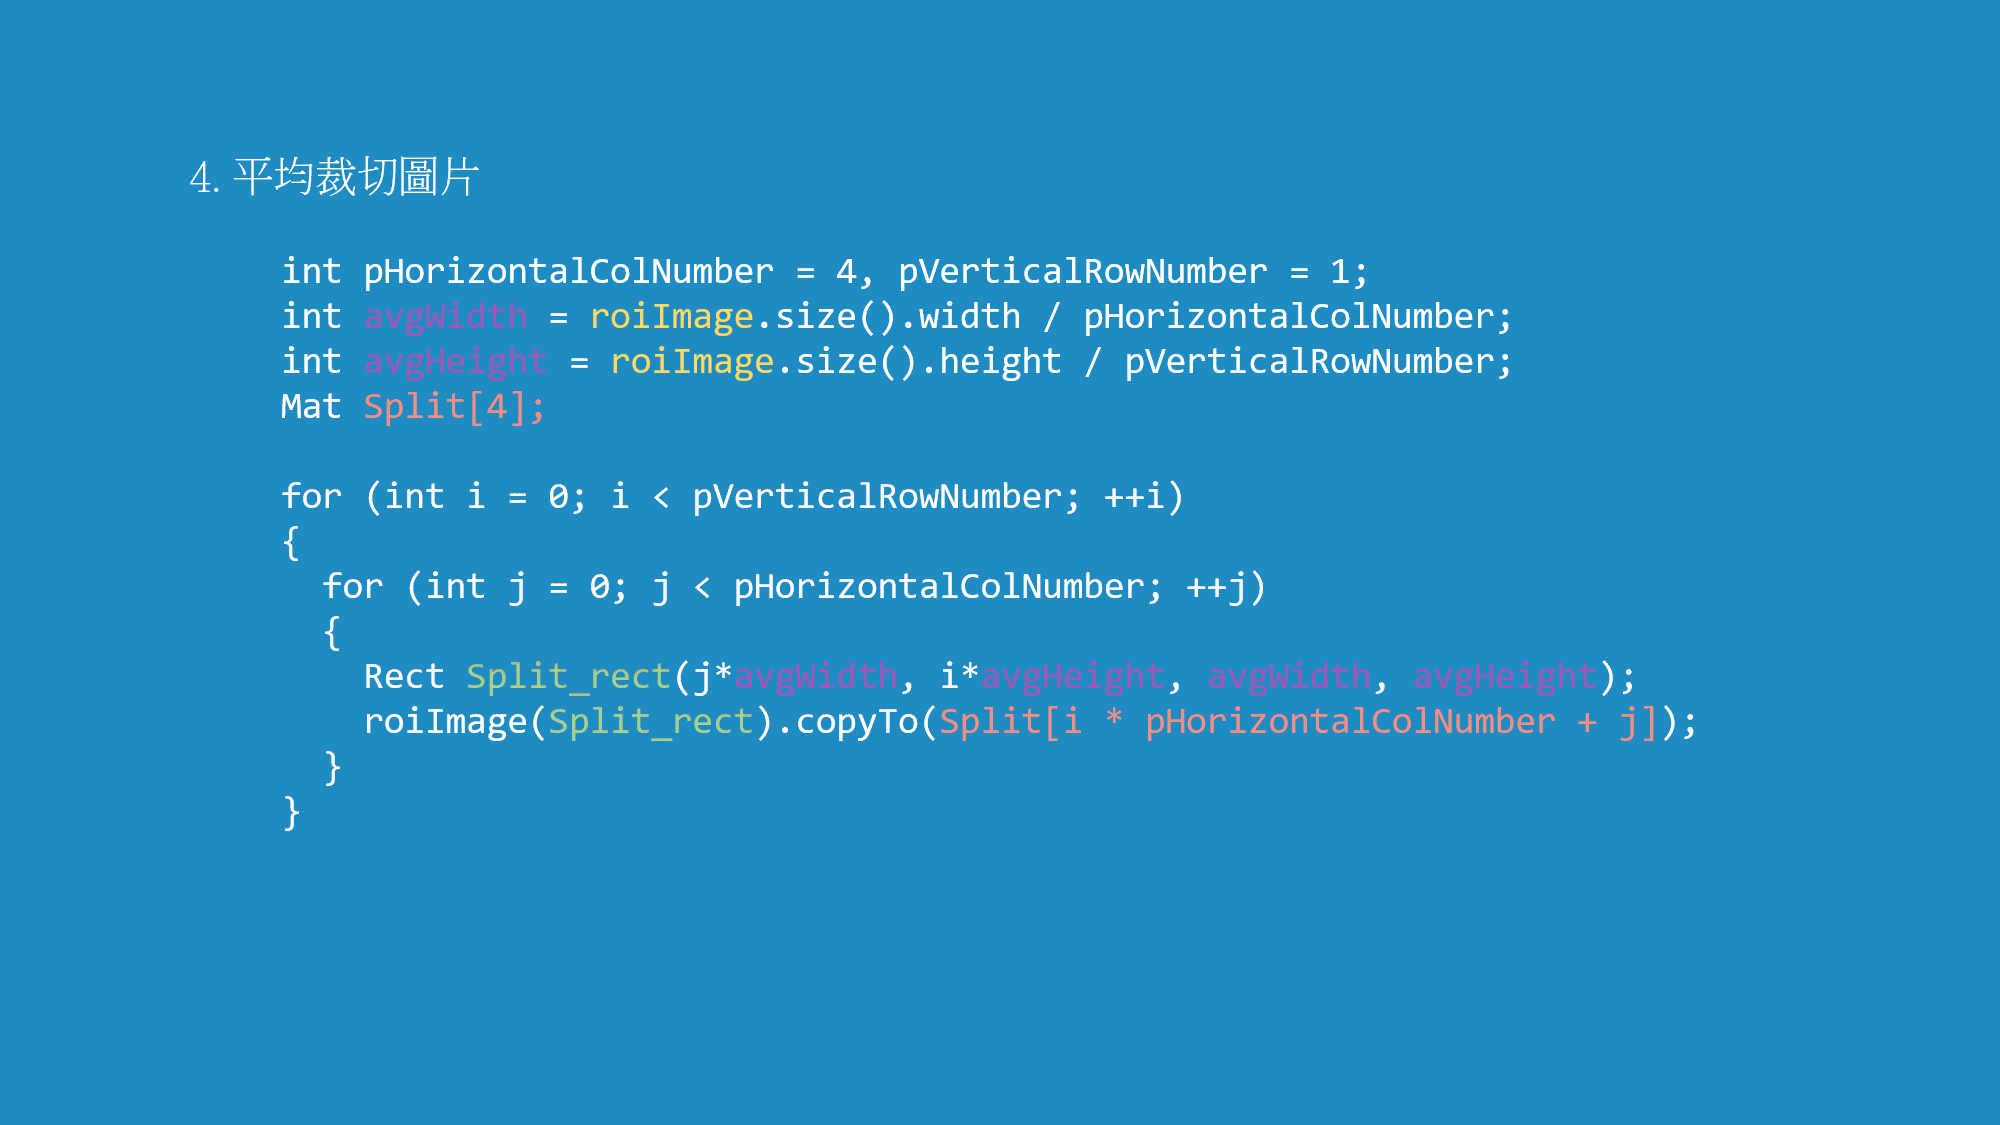 4. 平均裁切圖片
int pHorizontalColNumber = 4, pVerticalRowNumber = 1;
int avgWidth = roiImage.size().width / pHorizontalColNumber;
int avgHeight = roiImage.size().height / pVerticalRowNumber;
Mat Split[4];
for (int i = 0; i < pVerticalRowNumber; ++i)
{
for (int j = 0; j < pHorizontalColNumber; ++j)
{
Rect Split_rect(j*avgWidth, i*avgHeight, avgWidth, avgHeight);
roiImage(Split_rect).copyTo(Split[i * pHorizontalColNumber + j]);
}
}